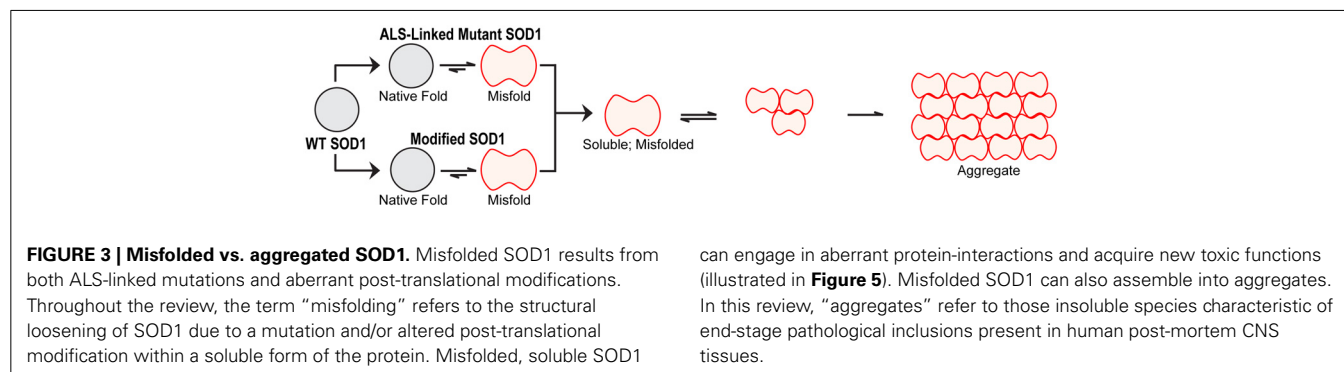 ALS-Linked Mutant SOD1
Native Fold
Misfold
WT SOD1
Modified SOD1
Native Fold
Misfold
Soluble; Misfolded
Aggregate
FIGURE 3 | Misfolded vs. aggregated SOD1. Misfolded SOD1 results from
both ALS-linked mutations and aberrant post-translational modifications.
Throughout the review, the term “misfolding” refers to the structural
loosening of SOD1 due to a mutation and/or altered post-translational
modification within a soluble form of the protein. Misfolded, soluble SOD1
can engage in aberrant protein-interactions and acquire new toxic functions
(illustrated in Figure 5). Misfolded SOD1 can also assemble into aggregates.
In this review, “aggregates” refer to those insoluble species characteristic of
end-stage pathological inclusions present in human post-mortem CNS
tissues.